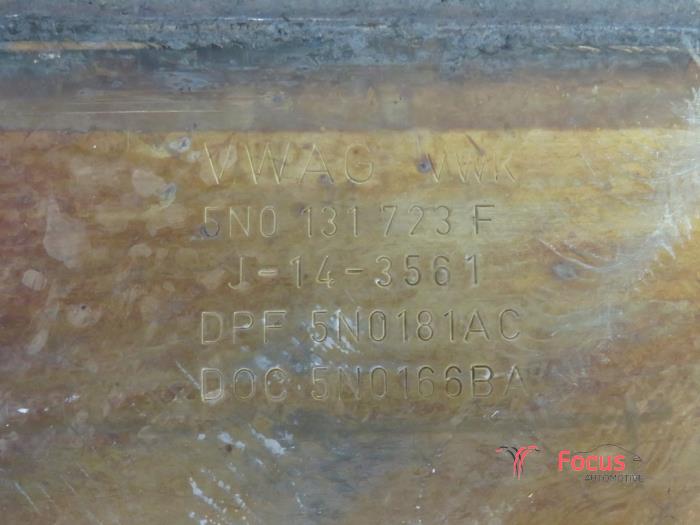 VWAG VWK
5N0 131 723 F
J-14-3561
DPF 5N0181AC
DOC 5N0166BA
Focus
AUTOMOTIVE